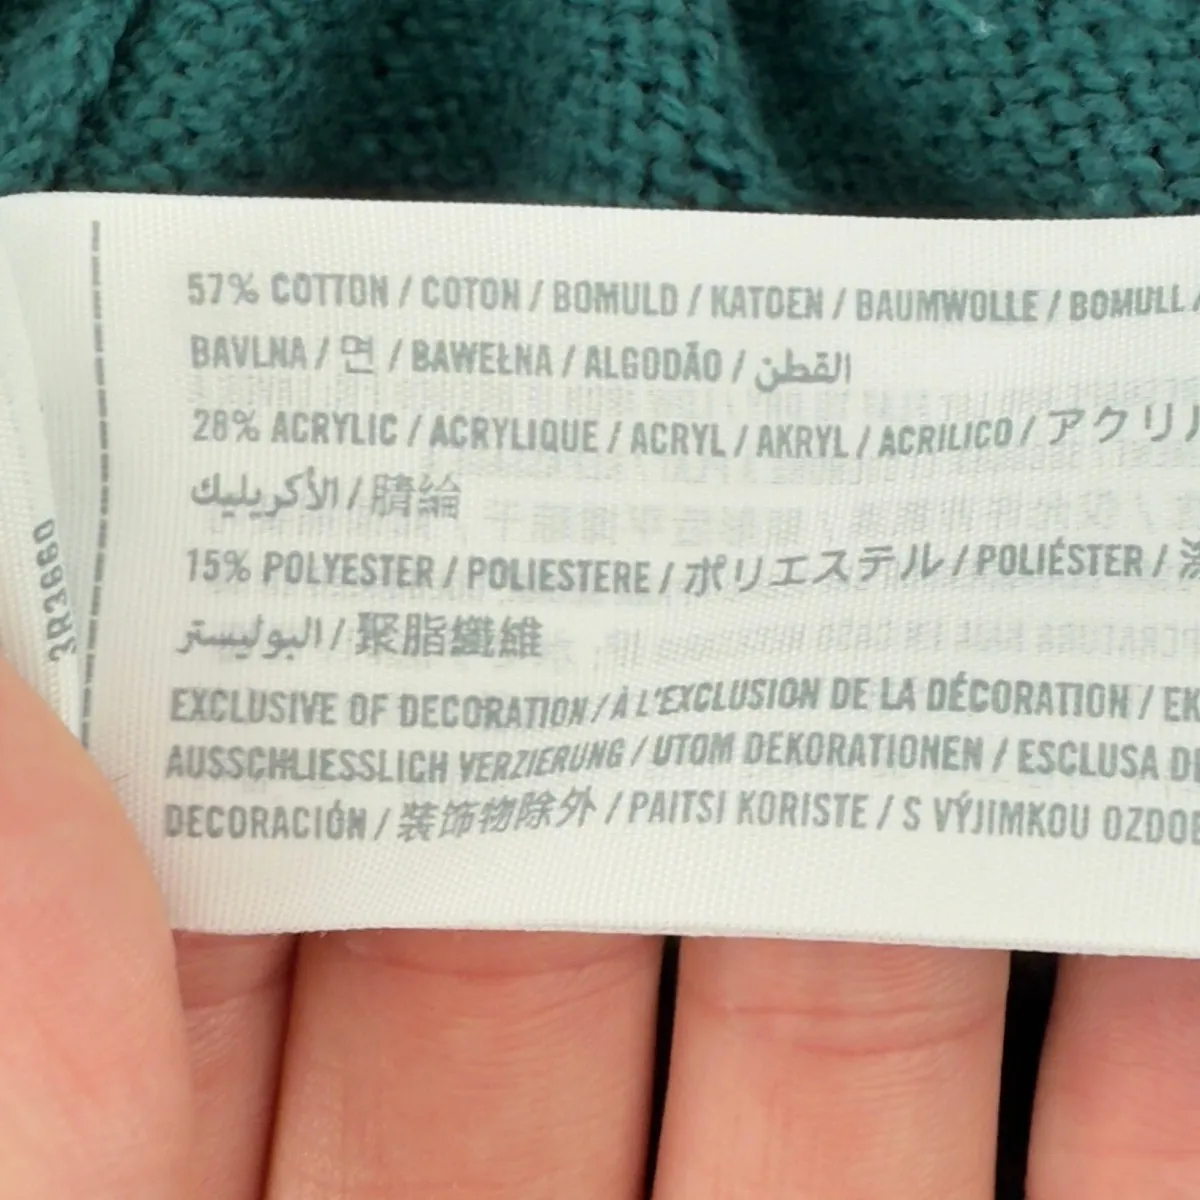 57% COTTON / COTON / BOMULD / KATOEN / BAUMWOLLE / BOMULL /
BAVLNA / 면 / BAWEŁNA / ALGODÃO / القطن
28% ACRYLIC / ACRYLIQUE / ACRYL / AKRYL / ACRILICO / アクリル
الأكريليك / 腈綸
15% POLYESTER / POLIESTERE / ポリエステル / POLIÉSTER /
البوليستر / 聚脂纖維
EXCLUSIVE OF DECORATION / À L'EXCLUSION DE LA DÉCORATION /
AUSSCHLIESSLICH VERZIERUNG / UTOM DEKORATIONEN / ESCLUSA
DECORACIÓN / 装饰物除外 / PAITSI KORISTE / S VÝJIMKOU
3R3660